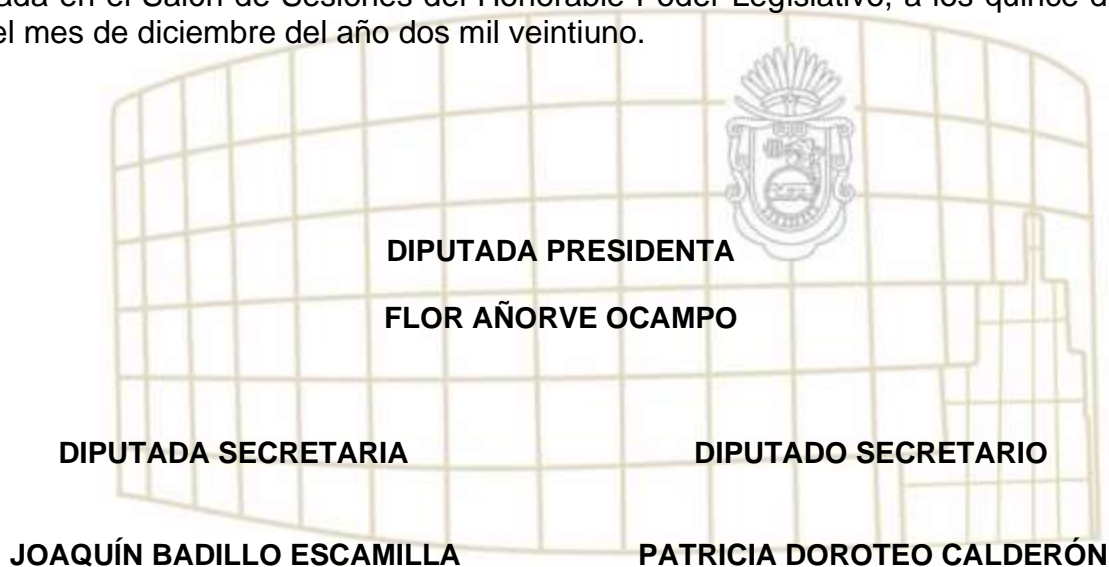 ada en el Salón de Sesiones del Honorable Poder Legislativo, a los quince d
el mes de diciembre del año dos mil veintiuno.
DIPUTADA PRESIDENTA
FLOR AÑORVE OCAMPO
DIPUTADA SECRETARIA DIPUTADO SECRETARIO
JOAQUÍN BADILLO ESCAMILLA PATRICIA DOROTEO CALDERÓN